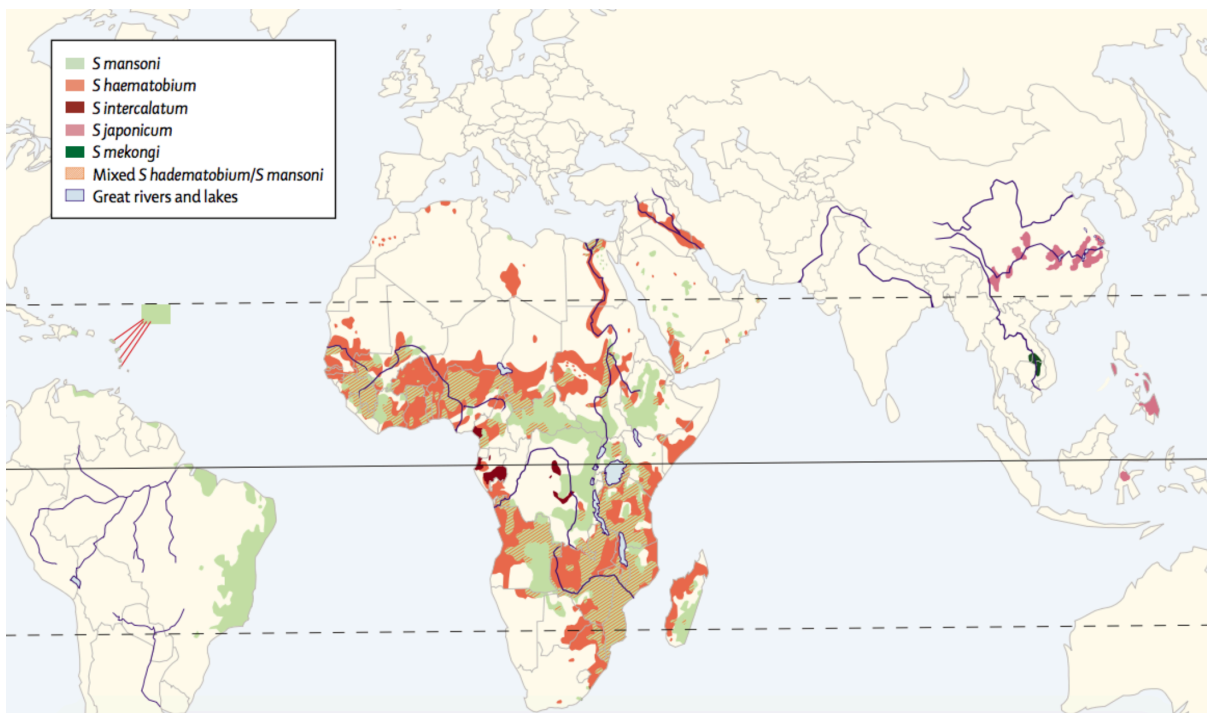 S mansoni
S haematobium
S intercalatum
S japonicum
S mekongi
Mixed S hadematobium/S mansoni
Great rivers and lakes